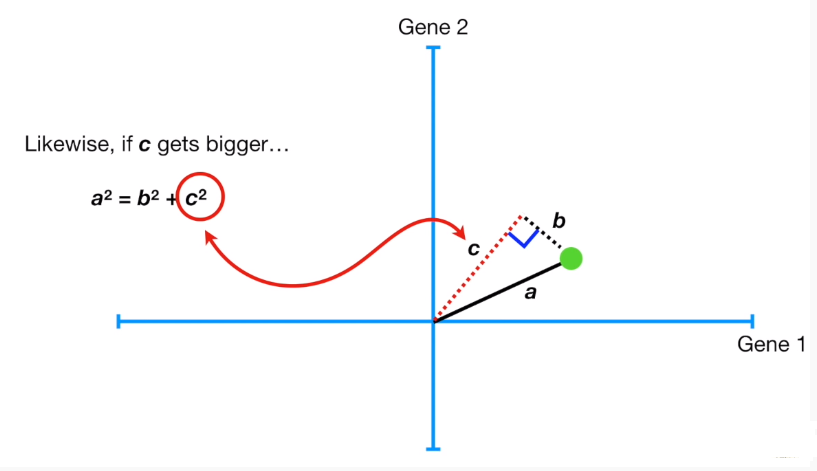 Gene 2
Likewise, if c gets bigger…
a² = b² + c²
b
c
a
Gene 1